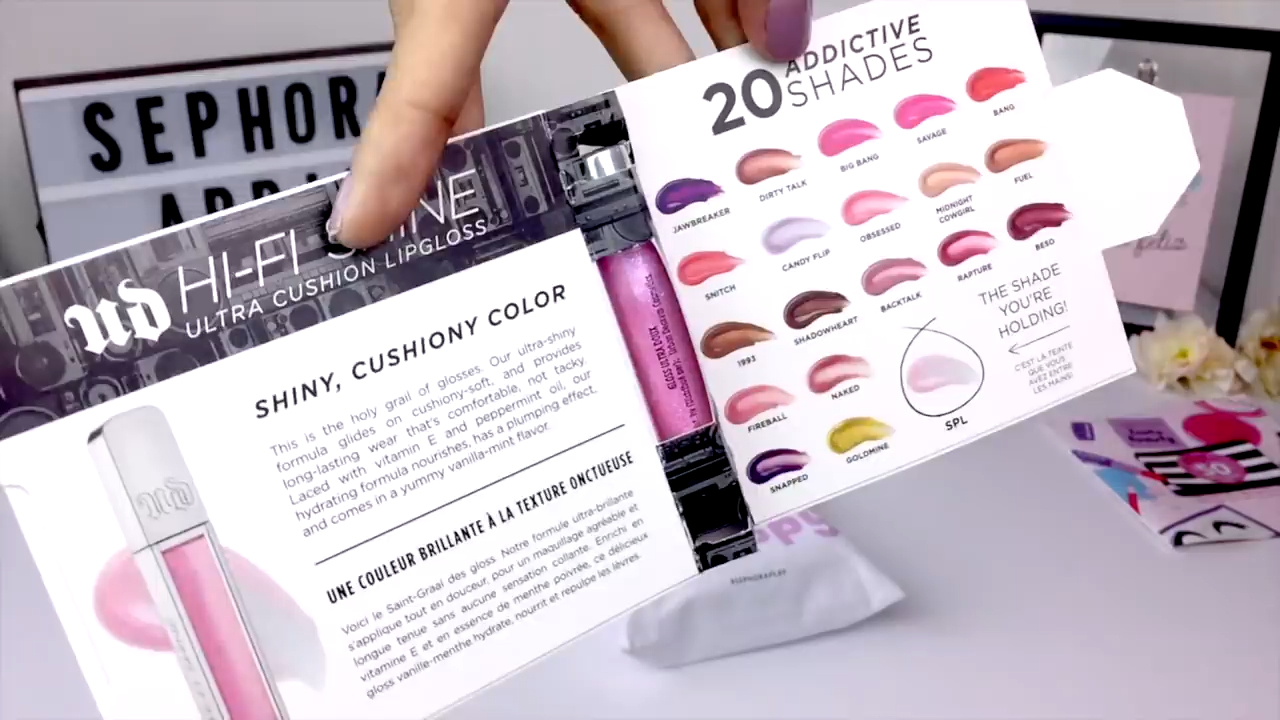 SEPHORA
ud HI-FI SHINE
ULTRA CUSHION LIPGLOSS
SHINY, CUSHIONY COLOR
This is the holy grail of glosses. Our ultra-shiny
formula glides on cushiony-soft, and provides
long-lasting wear that's comfortable, not tacky.
Laced with vitamin E and peppermint oil, our
hydrating formula nourishes, has a plumping effect,
and comes in a yummy vanilla-mint flavor.
UNE COULEUR BRILLANTE À LA TEXTURE ONCTUEUSE
Voici le Saint-Graal des gloss. Notre formule ultra-brillante
s'applique tout en douceur, pour un maquillage agréable et
longue tenue sans aucune sensation collante. Enrichi en
vitamine E et en essence de menthe poivrée, ce délicieux
gloss vanille-menthe hydrate, nourrit et repulpe les lèvres.
ud
GLOSS ULTRA DOUX
20 ADDICTIVE
SHADES
JAWBREAKER
DIRTY TALK
BIG BANG
SAVAGE
BANG
SNITCH
CANDY FLIP
OBSESSED
MIDNIGHT
COWGIRL
FUEL
1993
SHADOWHEART
BACKTALK
RAPTURE
BESO
FIREBALL
NAKED
SPL
SNAPPED
GOLDMINE
THE SHADE
YOU'RE
HOLDING!
C'EST LA TEINTE
QUE VOUS
AVEZ ENTRE
LES MAINS!
50